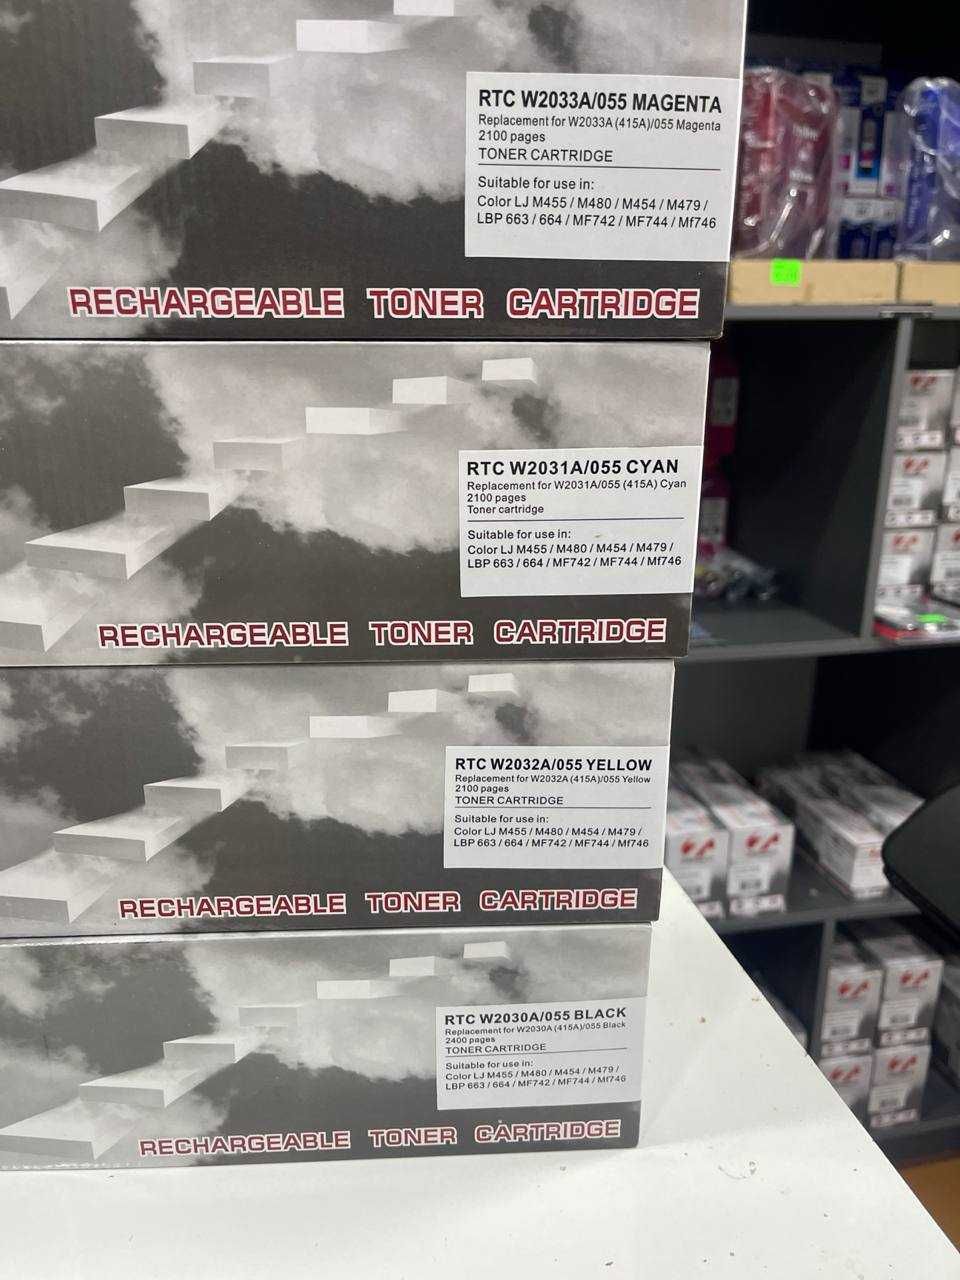 RTC W2033A/055 MAGENTA
Replacement for W2033A (415A)/055 Magenta
2100 pages
TONER CARTRIDGE
Suitable for use in:
Color LJ M455 / M480 / M454 / M479 /
LBP 663 / 664 / MF742 / MF744 / Mf746
RECHARGEABLE TONER CARTRIDGE
RTC W2031A/055 CYAN
Replacement for W2031A/055 (415A) Cyan
2100 pages
Toner cartridge
Suitable for use in:
Color LJ M455 / M480 / M454 / M479 /
LBP 663 / 664 / MF742 / MF744 / Mf746
RECHARGEABLE TONER CARTRIDGE
RTC W2032A/055 YELLOW
Replacement for W2032A (415A)/055 Yellow
2100 pages
TONER CARTRIDGE
Suitable for use in:
Color LJ M455 / M480 / M454 / M479 /
LBP 663 / 664 / MF742 / MF744 / Mf746
RECHARGEABLE TONER CARTRIDGE
RTC W2030A/055 BLACK
Replacement for W2030A (415A)/055 Black
2400 pages
TONER CARTRIDGE
Suitable for use in:
Color LJ M455 / M480 / M454 / M479 /
LBP 663 / 664 / MF742 / MF744 / Mf746
RECHARGEABLE TONER CARTRIDGE